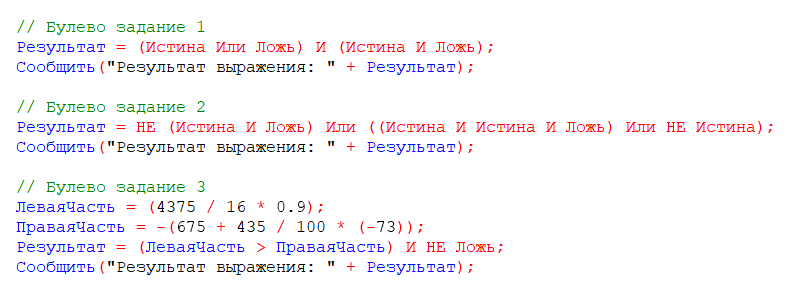 // Булево задание 1
Результат = (Истина Или Ложь) И (Истина И Ложь);
Сообщить("Результат выражения: " + Результат);
// Булево задание 2
Результат = НЕ (Истина И Ложь) Или ((Истина И Истина И Ложь) Или НЕ Истина);
Сообщить("Результат выражения: " + Результат);
// Булево задание 3
ЛеваяЧасть = (4375 / 16 * 0.9);
ПраваяЧасть = -(675 + 435 / 100 * (-73));
Результат = (ЛеваяЧасть > ПраваяЧасть) И НЕ Ложь;
Сообщить("Результат выражения: " + Результат);